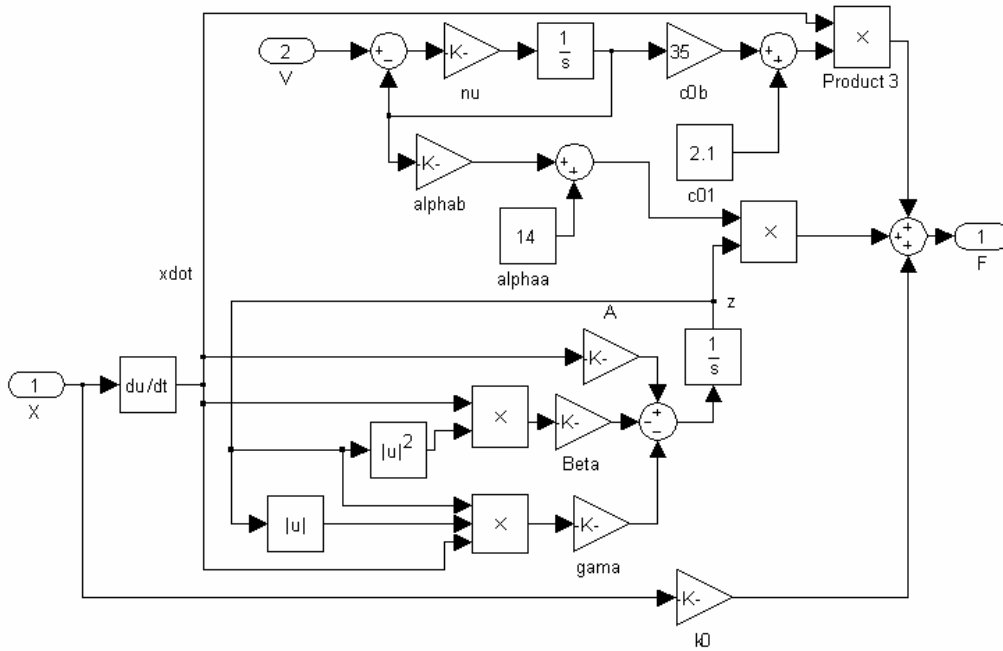 2
V
+
−
-K-
nu
1
s
35
c0b
+
+
×
Product 3
2.1
c01
-K-
alphab
+
+
14
alphaa
×
+
+
+
1
F
xdot
z
A
-K-
1
s
1
X
du/dt
×
-K-
Beta
+
−
−
|u|2
|u|
×
-K-
gama
-K-
k0